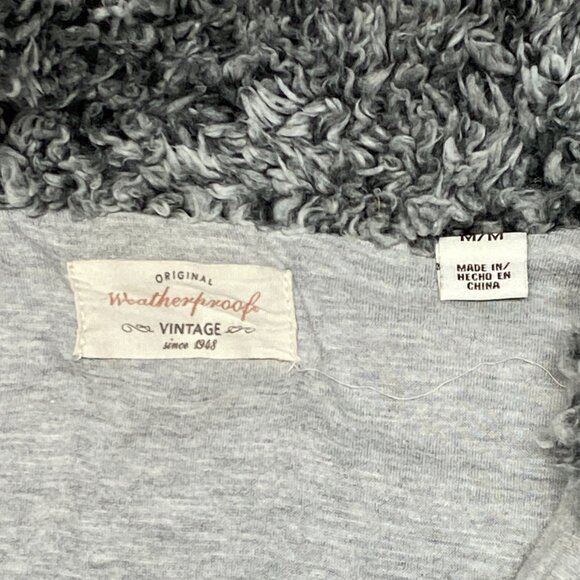 ORIGINAL
Weatherproof
VINTAGE
since 1948
M/M
MADE IN/
HECHO EN
CHINA